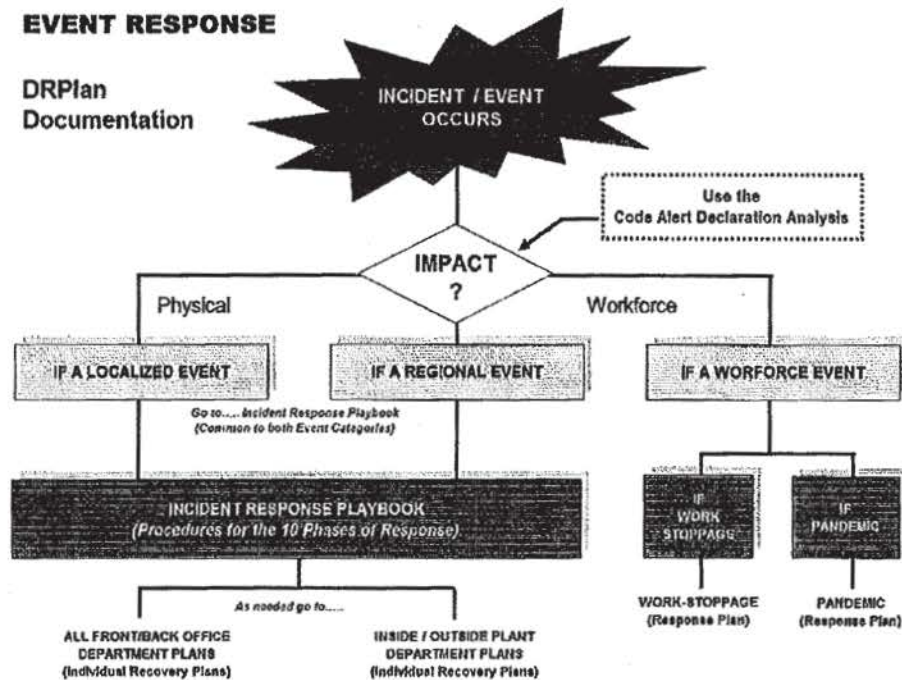 EVENT RESPONSE
DRPlan
Documentation
INCIDENT / EVENT
OCCURS
Use the
Code Alert Declaration Analysis
IMPACT
?
Physical
Workforce
IF A LOCALIZED EVENT
IF A REGIONAL EVENT
IF A WORFORCE EVENT
Go to..... Incident Response Playbook
(Common to both Event Categories)
INCIDENT RESPONSE PLAYBOOK
(Procedures for the 10 Phases of Response)
IF
WORK
STOPPAGE
IF
PANDEMIC
As needed go to.....
WORK-STOPPAGE
(Response Plan)
PANDEMIC
(Response Plan)
ALL FRONT/BACK OFFICE
DEPARTMENT PLANS
(Individual Recovery Plans)
INSIDE / OUTSIDE PLANT
DEPARTMENT PLANS
(Individual Recovery Plans)